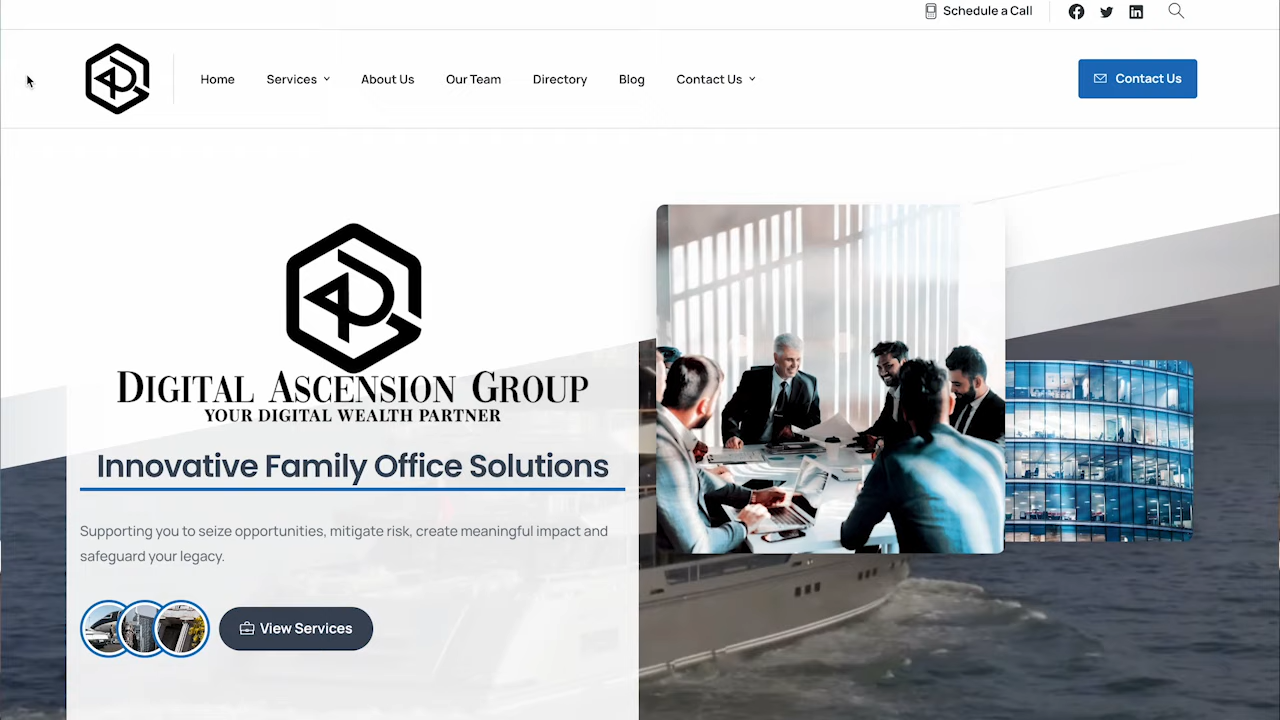 Schedule a Call
Home Services About Us Our Team Directory Blog Contact Us Contact Us
DIGITAL ASCENSION GROUP
YOUR DIGITAL WEALTH PARTNER
Innovative Family Office Solutions
Supporting you to seize opportunities, mitigate risk, create meaningful impact and
safeguard your legacy.
View Services